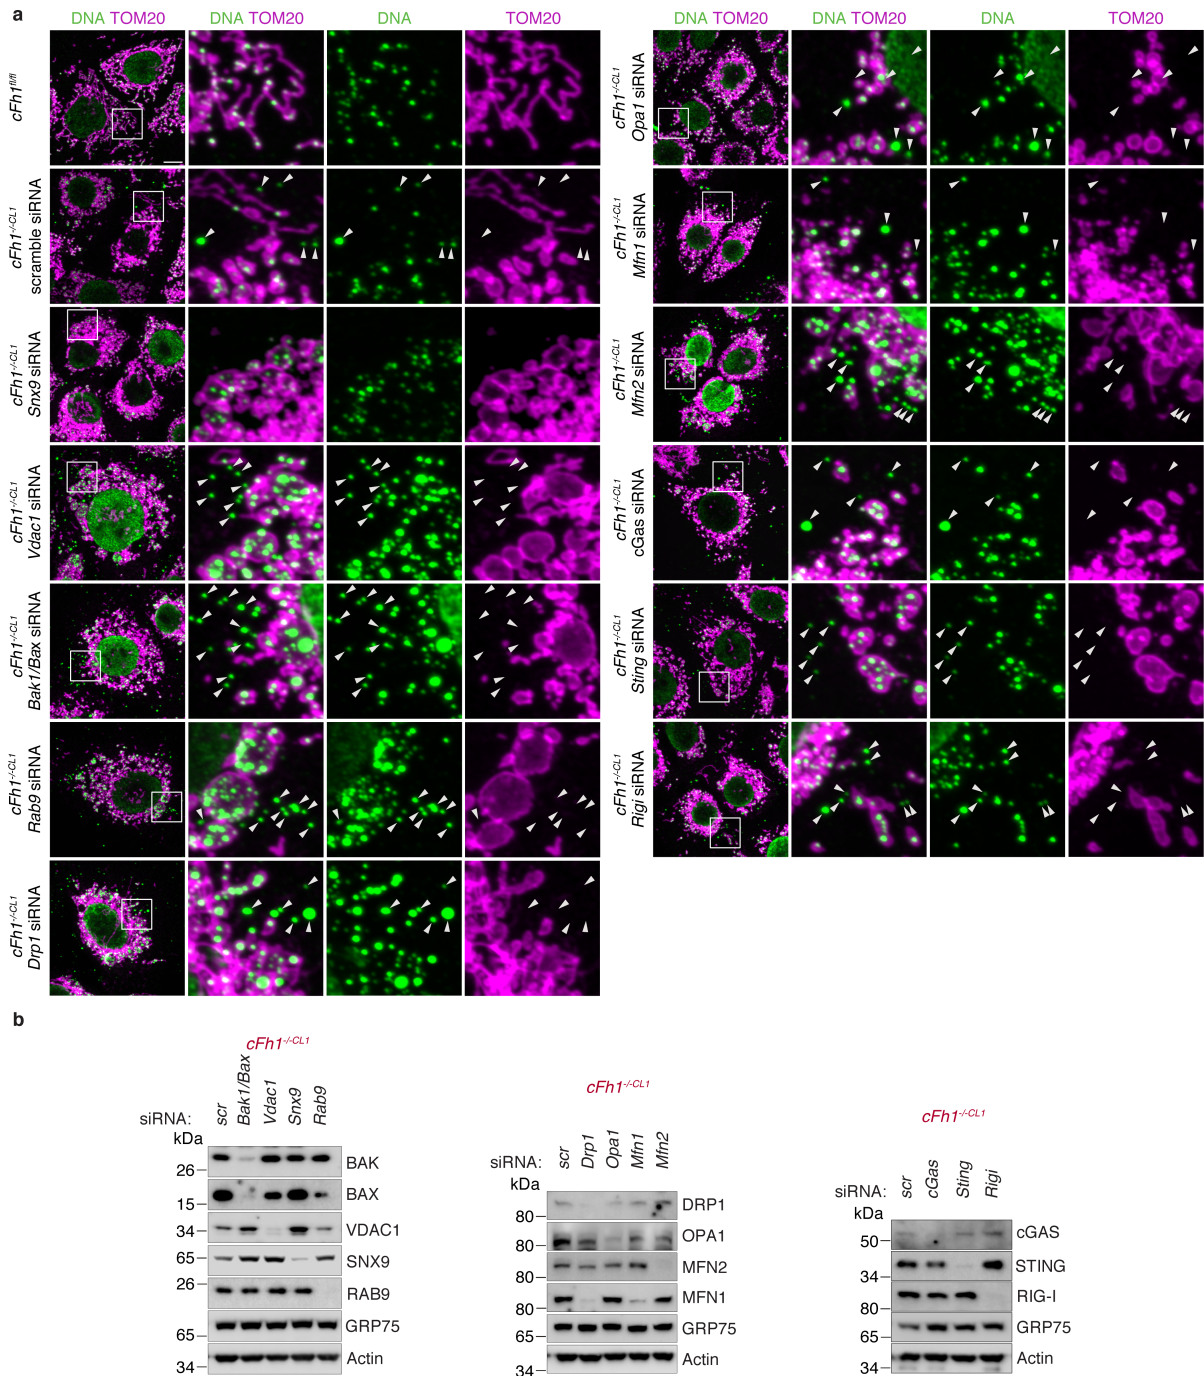 a
DNA TOM20 DNA TOM20 DNA TOM20
cFh1fl/fl
cFh1-/-CL1
scramble siRNA
cFh1-/-CL1
Snx9 siRNA
cFh1-/-CL1
Vdac1 siRNA
cFh1-/-CL1
Bak1/Bax siRNA
cFh1-/-CL1
Rab9 siRNA
cFh1-/-CL1
Drp1 siRNA
DNA TOM20 DNA TOM20 DNA TOM20
cFh1-/-CL1
Opa1 siRNA
cFh1-/-CL1
Mfn1 siRNA
cFh1-/-CL1
Mfn2 siRNA
cFh1-/-CL1
cGas siRNA
cFh1-/-CL1
Sting siRNA
cFh1-/-CL1
Rigi siRNA
b
cFh1-/-CL1
siRNA: scr Bak1/Bax Vdac1 Snx9 Rab9
kDa
26 BAK
15 BAX
34 VDAC1
65 SNX9
26 RAB9
65 GRP75
34 Actin
cFh1-/-CL1
siRNA: scr Drp1 Opa1 Mfn1 Mfn2
kDa
80 DRP1
80 OPA1
80 MFN2
80 MFN1
65 GRP75
34 Actin
cFh1-/-CL1
siRNA: scr cGas Sting Rigi
kDa
50 cGAS
34 STING
80 RIG-I
65 GRP75
34 Actin